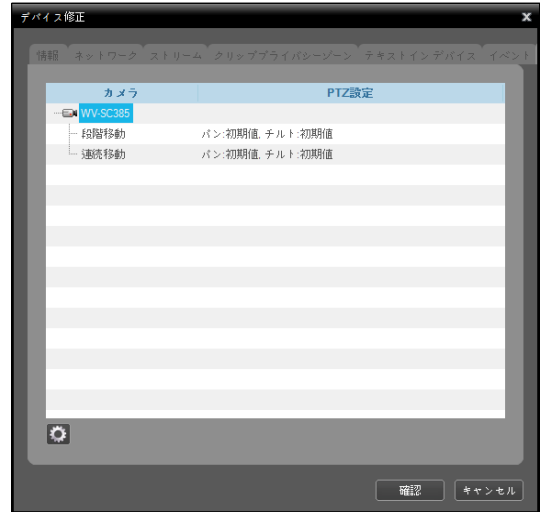 デバイス修正
情報 ネットワーク ストリーム クリッププライバシーゾーン テキストインデバイス イベント
カメラ PTZ設定
WV-SC385
段階移動 パン:初期値, チルト:初期値
連続移動 パン:初期値, チルト:初期値
確認 キャンセル